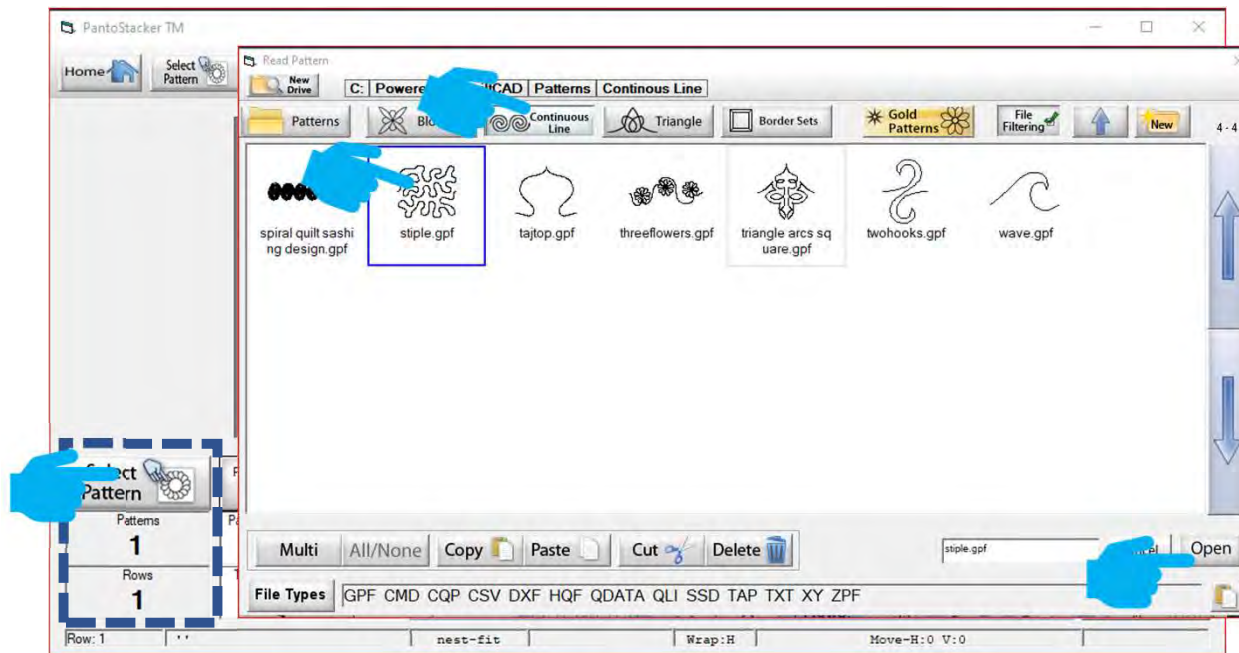 PantoStacker TM
Home
Select
Pattern
Read Pattern
New
Drive
C: Powere CAD Patterns Continous Line
Patterns
Blo
Continuous
Line
Triangle
Border Sets
Gold
Patterns
File
Filtering
New
4 - 4
spiral quilt sashi
ng design.gpf
stiple.gpf
tajtop.gpf
threeflowers.gpf
triangle arcs sq
uare.gpf
twohooks.gpf
wave.gpf
Select
Pattern
Patterns
1
Rows
1
Multi
All/None
Copy
Paste
Cut
Delete
stiple.gpf
Open
File Types
GPF CMD CQP CSV DXF HQF QDATA QLI SSD TAP TXT XY ZPF
Row: 1
''
nest-fit
Wrap:H
Move-H:0 V:0